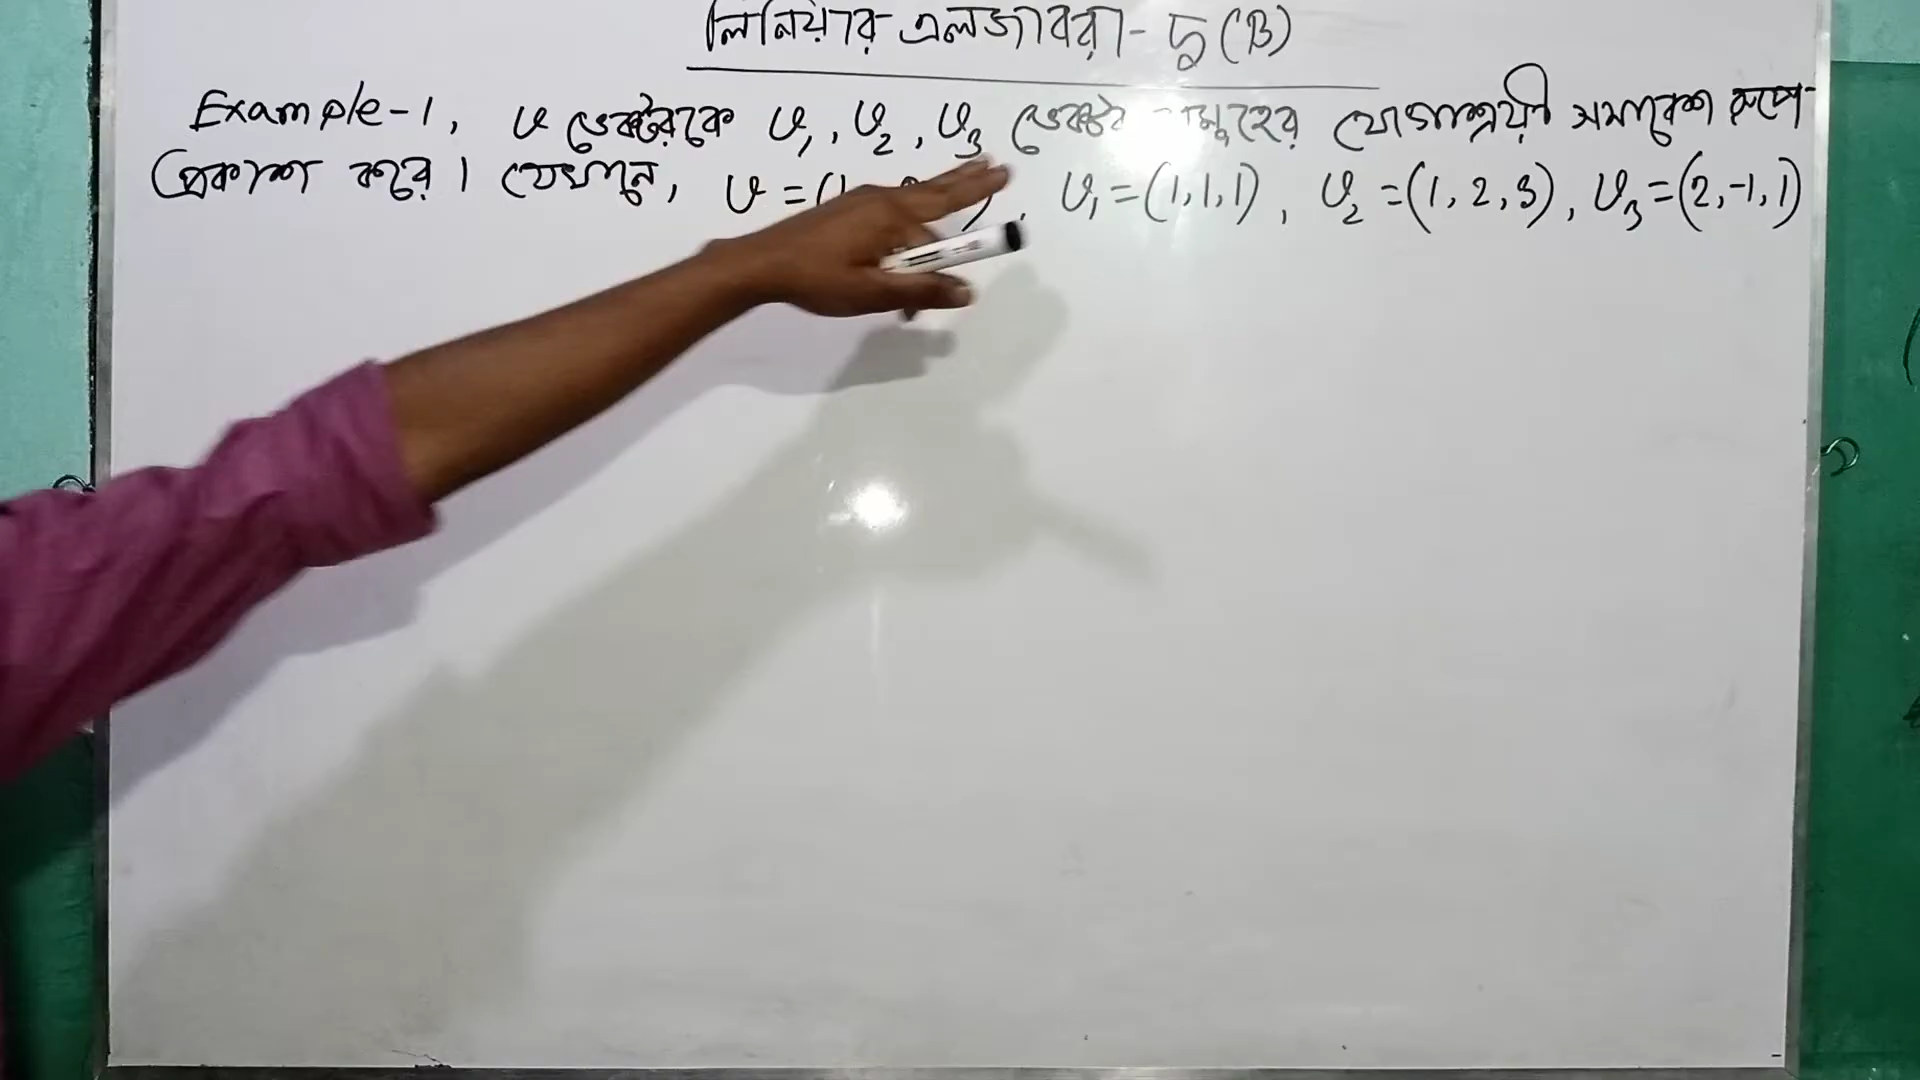 লিনিয়ার এলজাবরা - ৮(B)
Example-1, v ভেক্টরকে v₁, v₂, v₃ ভেক্টর সমূহের যোগাশ্রয়ী সমাবেশ রূপে
প্রকাশ কর। যেখানে, v = (1, v₁ = (1, 1, 1), v₂ = (1, 2, 3), v₃ = (2, -1, 1)